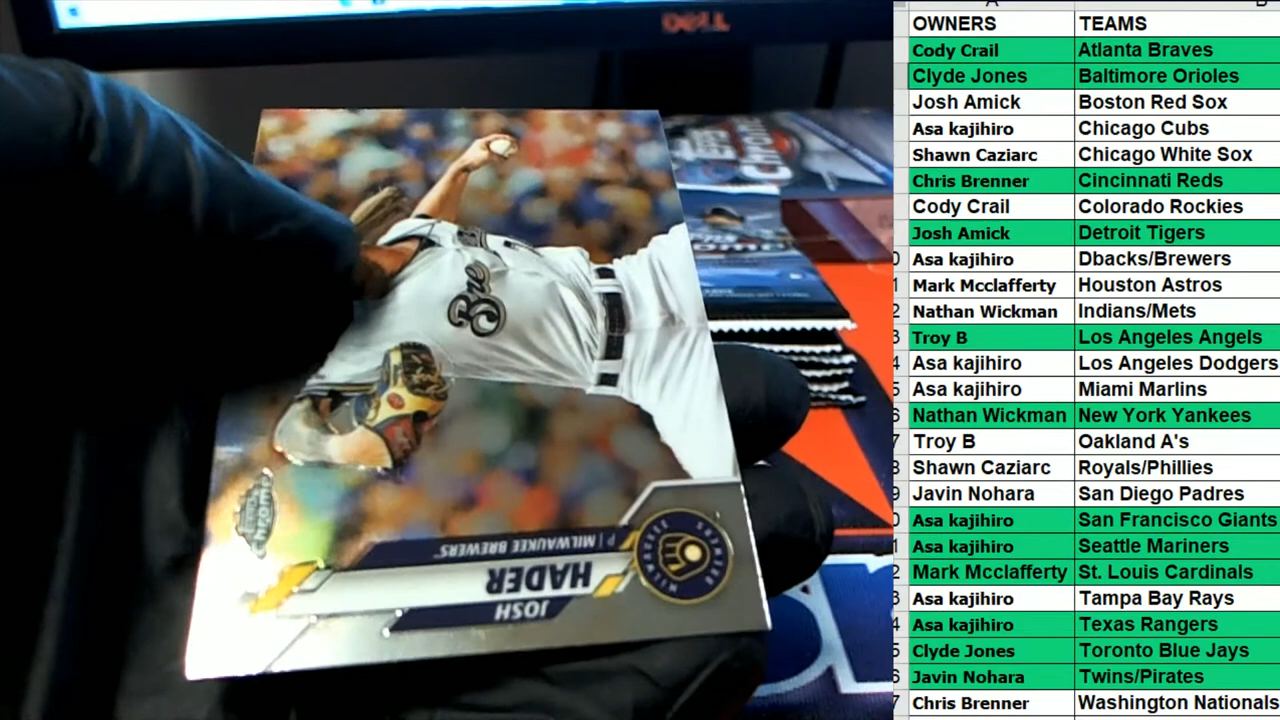 DELL
Bre
Chrome
P | MILWAUKEE BREWERS™
HADER
JOSH
MILWAUKEE
BREWERS
OWNERS TEAMS
Cody Crail Atlanta Braves
Clyde Jones Baltimore Orioles
Josh Amick Boston Red Sox
Asa kajihiro Chicago Cubs
Shawn Caziarc Chicago White Sox
Chris Brenner Cincinnati Reds
Cody Crail Colorado Rockies
Josh Amick Detroit Tigers
Asa kajihiro Dbacks/Brewers
Mark Mcclafferty Houston Astros
Nathan Wickman Indians/Mets
Troy B Los Angeles Angels
Asa kajihiro Los Angeles Dodgers
Asa kajihiro Miami Marlins
Nathan Wickman New York Yankees
Troy B Oakland A's
Shawn Caziarc Royals/Phillies
Javin Nohara San Diego Padres
Asa kajihiro San Francisco Giants
Asa kajihiro Seattle Mariners
Mark Mcclafferty St. Louis Cardinals
Asa kajihiro Tampa Bay Rays
Asa kajihiro Texas Rangers
Clyde Jones Toronto Blue Jays
Javin Nohara Twins/Pirates
Chris Brenner Washington Nationals